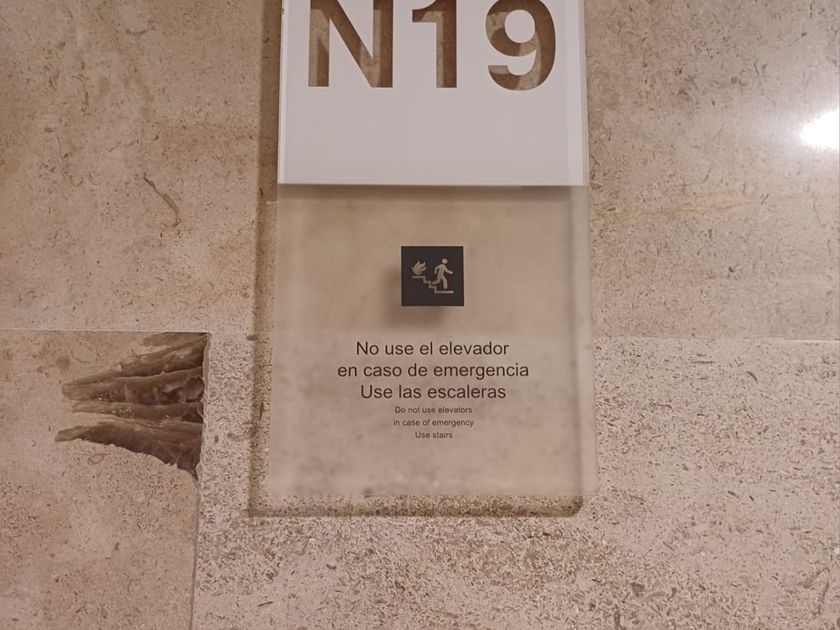 N19
No use el elevador
en caso de emergencia
Use las escaleras
Do not use elevators
in case of emergency
Use stairs